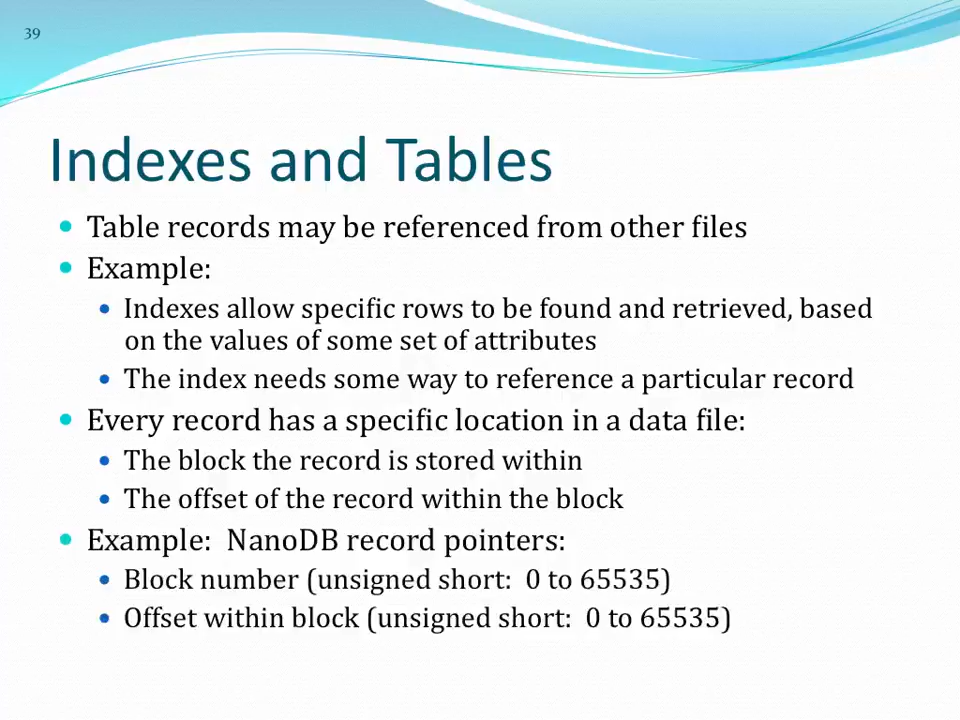 39
Indexes and Tables
Table records may be referenced from other files
Example:
Indexes allow specific rows to be found and retrieved, based
on the values of some set of attributes
The index needs some way to reference a particular record
Every record has a specific location in a data file:
The block the record is stored within
The offset of the record within the block
Example:  NanoDB record pointers:
Block number (unsigned short:  0 to 65535)
Offset within block (unsigned short:  0 to 65535)